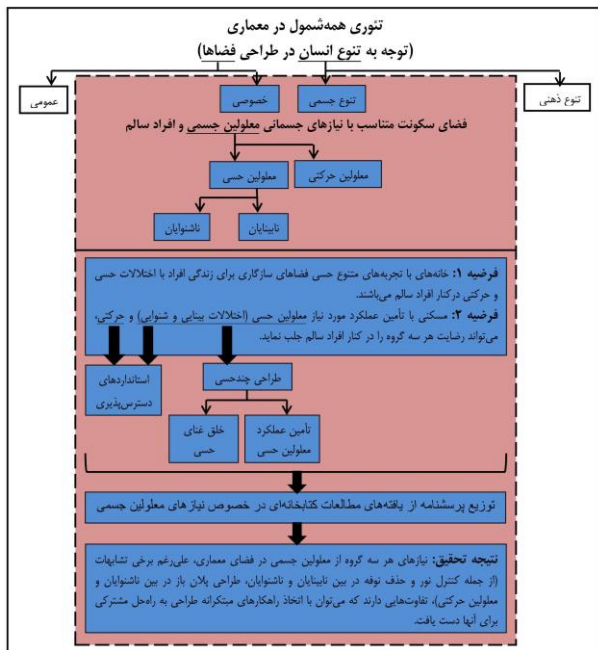 تئوری همه‌شمول در معماری
(توجه به تنوع انسان در طراحی فضاها)
تنوع ذهنی
تنوع جسمی
خصوصی
عمومی
فضای سکونت متناسب با نیازهای جسمانی معلولین جسمی و افراد سالم
معلولین حرکتی
معلولین حسی
نابینایان
ناشنوایان
فرضیه ۱: خانه‌های با تجربه‌های متنوع حسی فضاهای سازگاری برای زندگی افراد با اختلالات حسی
و حرکتی درکنار افراد سالم می‌باشند.
فرضیه ۲: مسکنی با تأمین عملکرد مورد نیاز معلولین حسی (اختلالات بینایی و شنوایی) و حرکتی،
می‌تواند رضایت هر سه گروه را در کنار افراد سالم جلب نماید.
طراحی چندحسی
استانداردهای
دسترس‌پذیری
تأمین عملکرد
معلولین حسی
خلق غنای
حسی
توزیع پرسشنامه از یافته‌های مطالعات کتابخانه‌ای در خصوص نیازهای معلولین جسمی
نتیجه تحقیق: نیازهای هر سه گروه از معلولین جسمی در فضای معماری، علی‌رغم برخی تشابهات
(از جمله کنترل نور و حذف نوفه در بین نابینایان و ناشنوایان، طراحی پلان باز در بین ناشنوایان و
معلولین حرکتی)، تفاوت‌هایی دارند که می‌توان با اتخاذ راهکارهای مبتکرانه طراحی به راه‌حل مشترکی
برای آنها دست یافت.